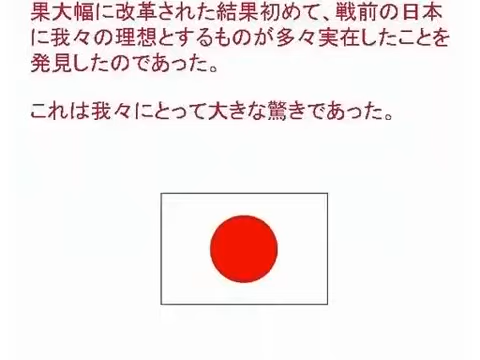 果大幅に改革された結果初めて、戦前の日本
に我々の理想とするものが多々実在したことを
発見したのであった。
これは我々にとって大きな驚きであった。